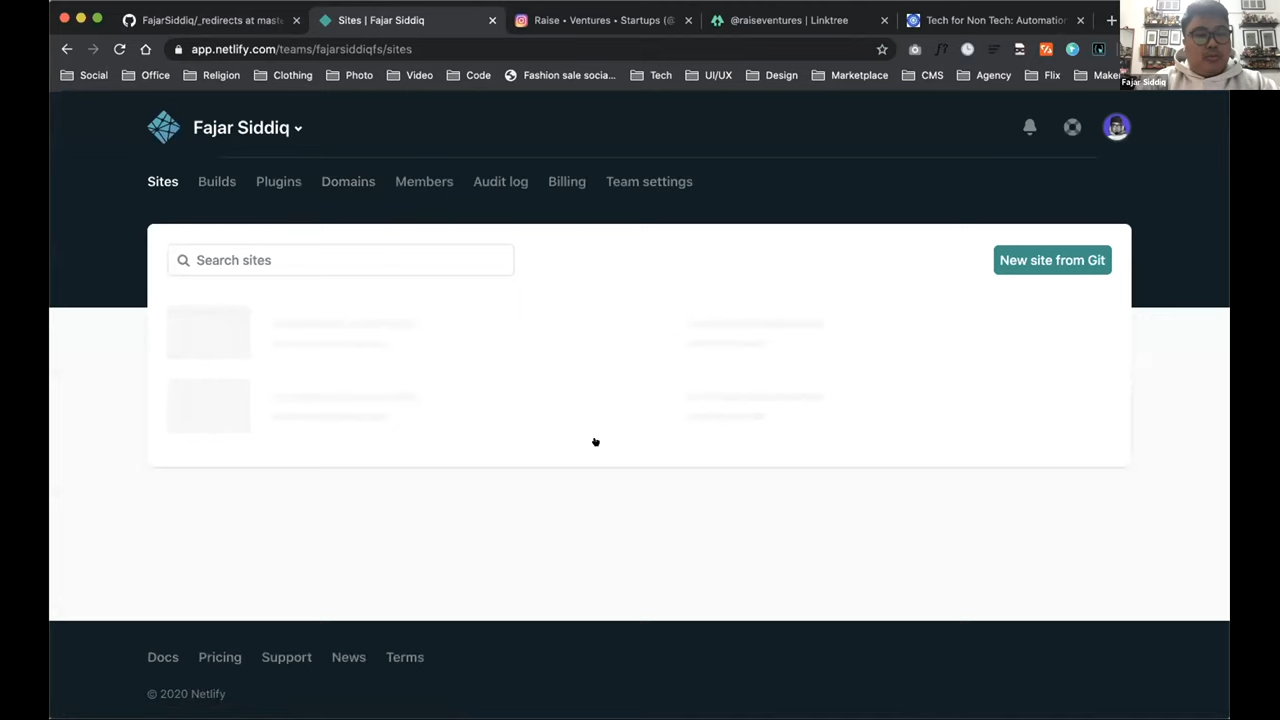 FajarSiddiq/_redirects at maste
Sites | Fajar Siddiq
Raise • Ventures • Startups (@
@raiseventures | Linktree
Tech for Non Tech: Automation
app.netlify.com/teams/fajarsiddiqfs/sites
Social
Office
Religion
Clothing
Photo
Video
Code
Fashion sale socia...
Tech
UI/UX
Design
Marketplace
CMS
Agency
Flix
Make
Fajar Siddiq
Fajar Siddiq
Sites
Builds
Plugins
Domains
Members
Audit log
Billing
Team settings
Search sites
New site from Git
Docs
Pricing
Support
News
Terms
© 2020 Netlify